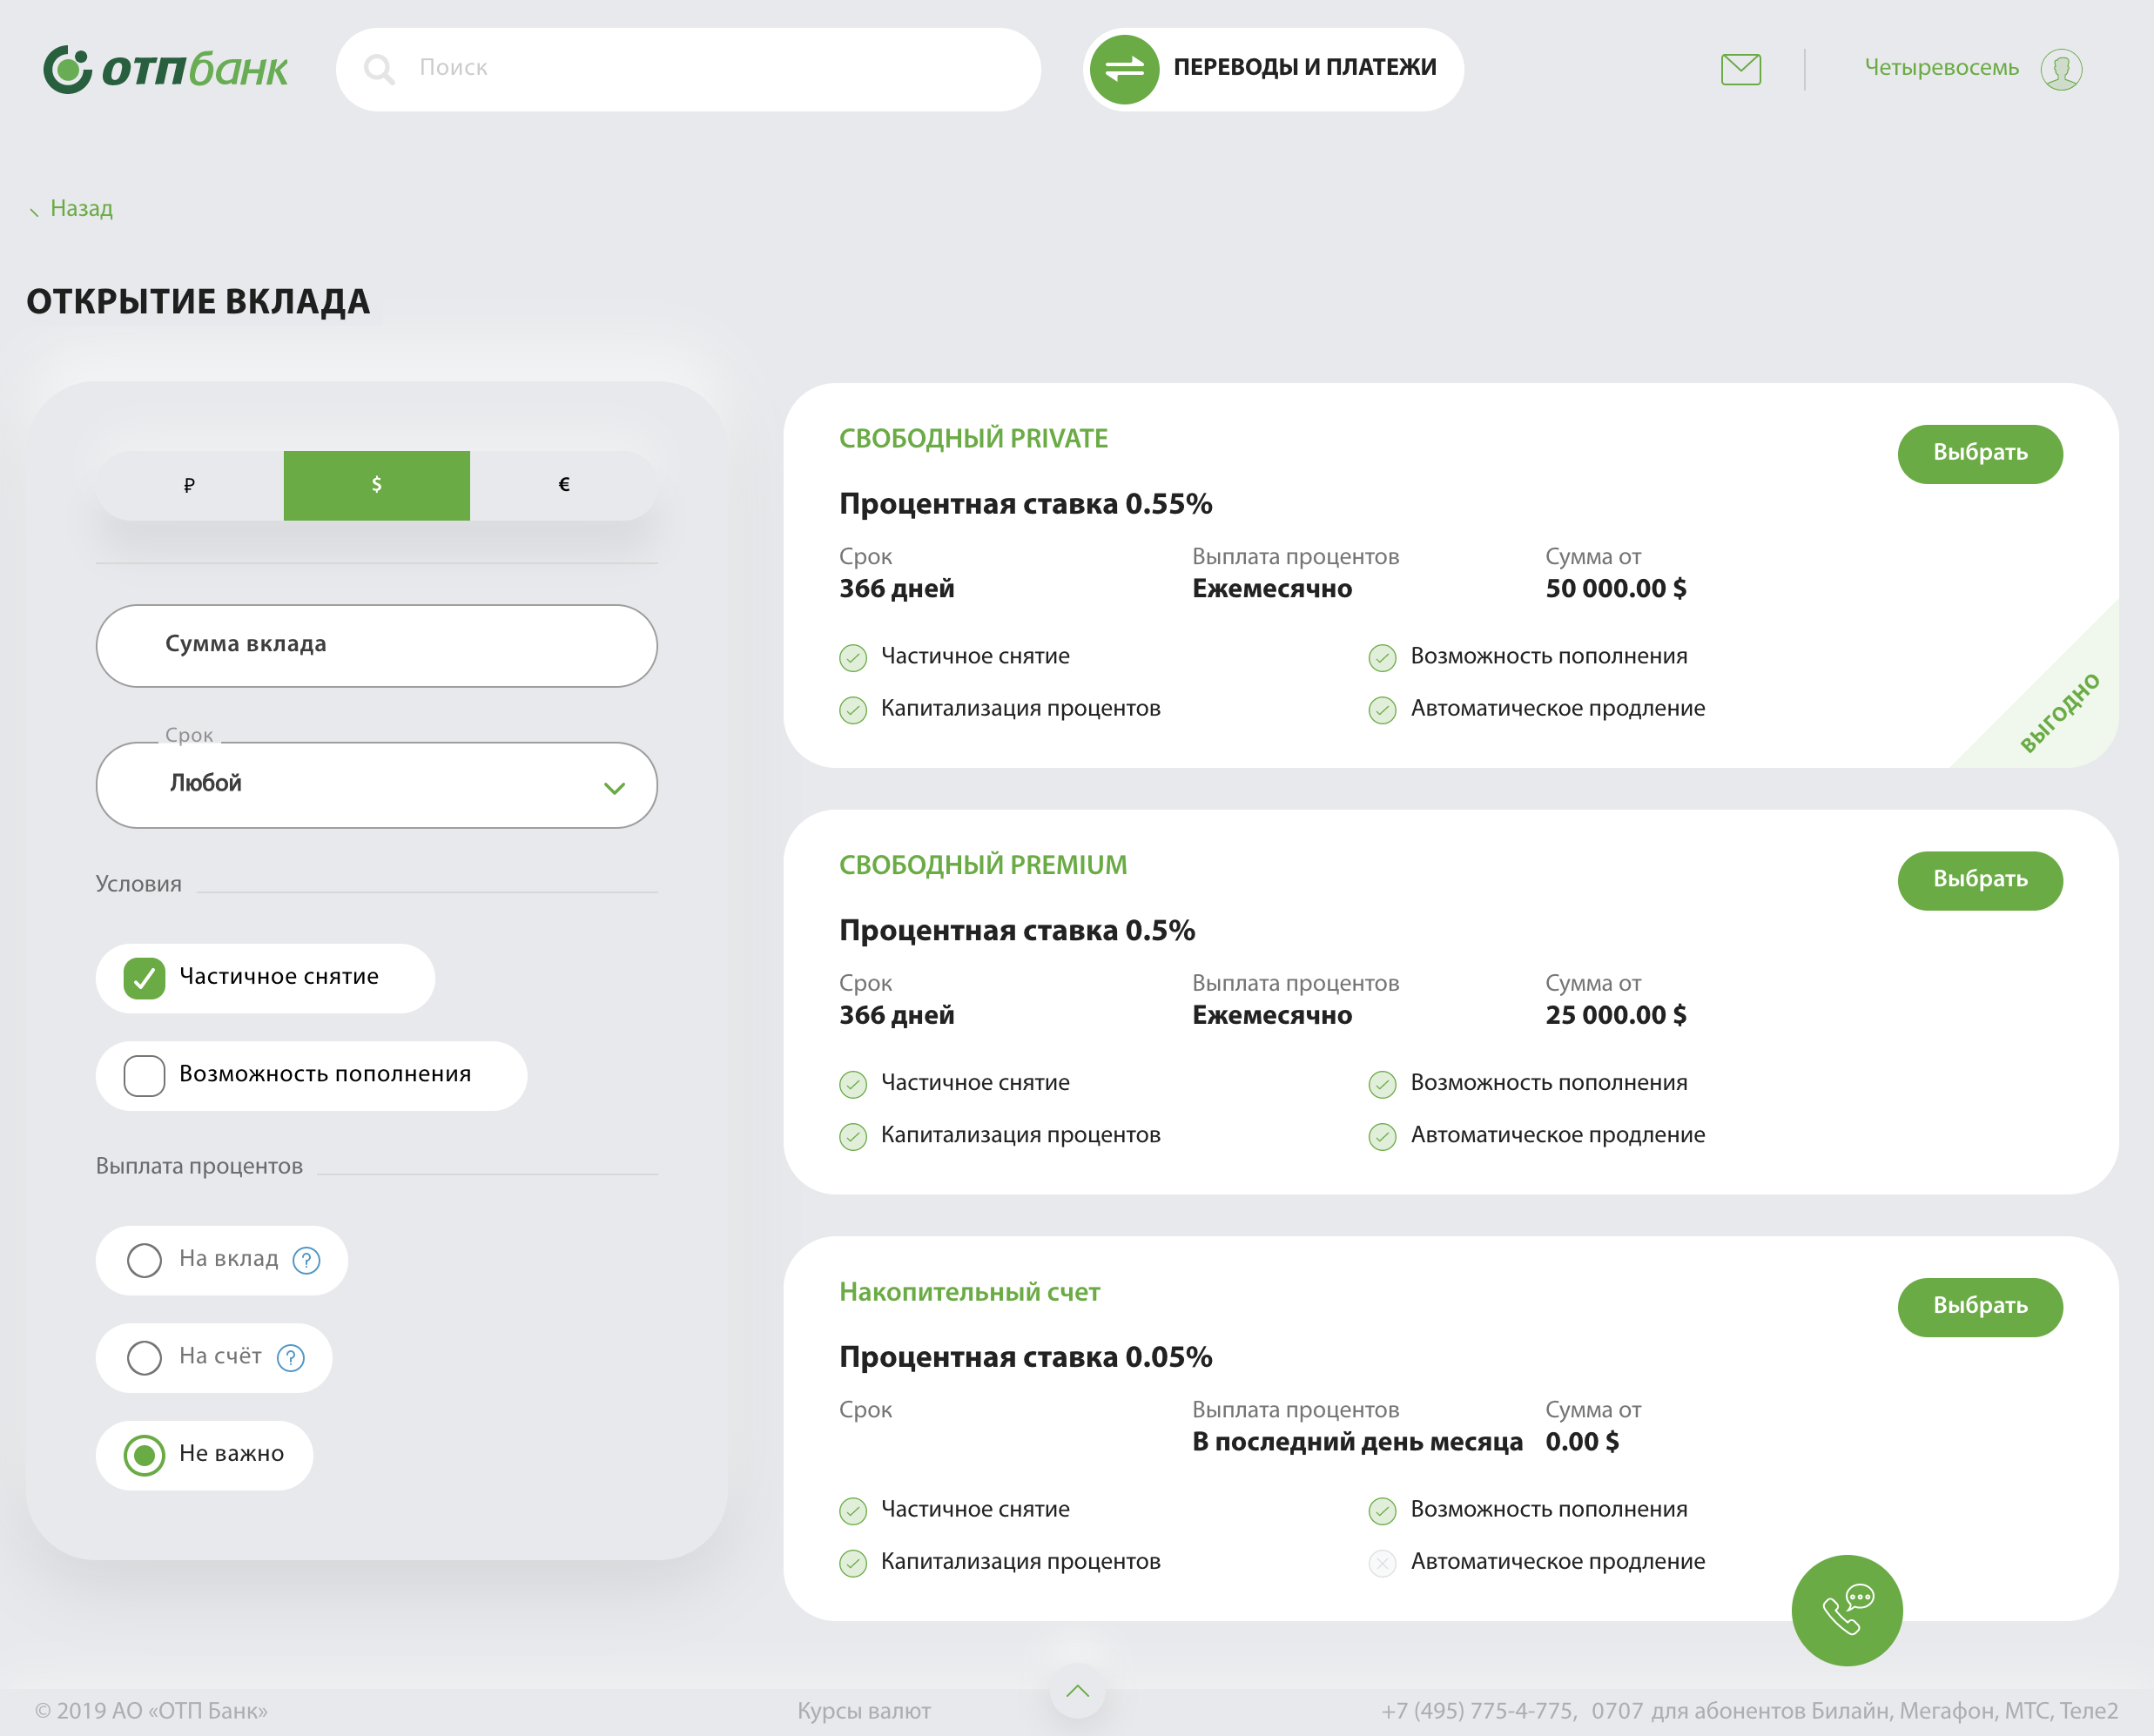 отпбанк
Поиск
ПЕРЕВОДЫ И ПЛАТЕЖИ
Четыревосемь
Назад
ОТКРЫТИЕ ВКЛАДА
₽ $ €
Сумма вклада
Срок
Любой
Условия
Частичное снятие
Возможность пополнения
Выплата процентов
На вклад ?
На счёт ?
Не важно
СВОБОДНЫЙ PRIVATE
Выбрать
Процентная ставка 0.55%
Срок Выплата процентов Сумма от
366 дней Ежемесячно 50 000.00 $
Частичное снятие Возможность пополнения
Капитализация процентов Автоматическое продление
ВЫГОДНО
СВОБОДНЫЙ PREMIUM
Выбрать
Процентная ставка 0.5%
Срок Выплата процентов Сумма от
366 дней Ежемесячно 25 000.00 $
Частичное снятие Возможность пополнения
Капитализация процентов Автоматическое продление
Накопительный счет
Выбрать
Процентная ставка 0.05%
Срок Выплата процентов Сумма от
В последний день месяца 0.00 $
Частичное снятие Возможность пополнения
Капитализация процентов Автоматическое продление
© 2019 АО «ОТП Банк» Курсы валют +7 (495) 775-4-775, 0707 для абонентов Билайн, Мегафон, МТС, Теле2